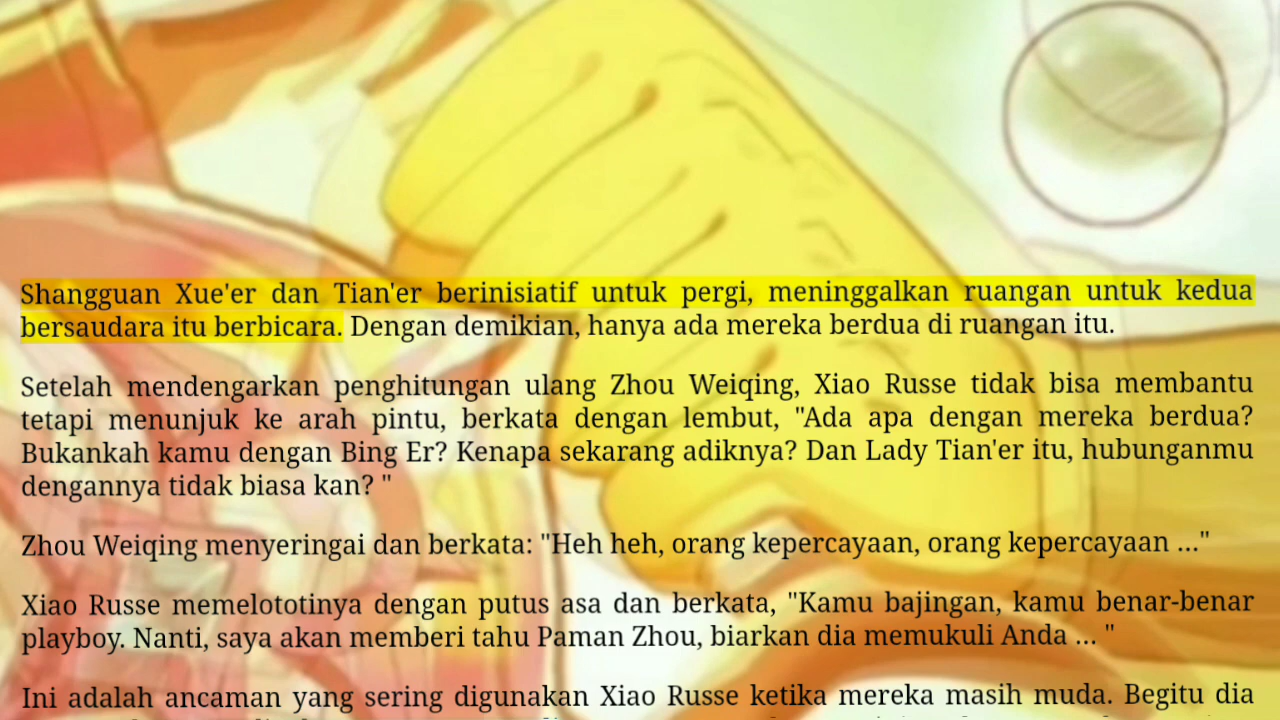 Shangguan Xue'er dan Tian'er berinisiatif untuk pergi, meninggalkan ruangan untuk kedua
bersaudara itu berbicara. Dengan demikian, hanya ada mereka berdua di ruangan itu.
Setelah mendengarkan penghitungan ulang Zhou Weiqing, Xiao Russe tidak bisa membantu
tetapi menunjuk ke arah pintu, berkata dengan lembut, "Ada apa dengan mereka berdua?
Bukankah kamu dengan Bing Er? Kenapa sekarang adiknya? Dan Lady Tian'er itu, hubunganmu
dengannya tidak biasa kan? "
Zhou Weiqing menyeringai dan berkata: "Heh heh, orang kepercayaan, orang kepercayaan ..."
Xiao Russe memelototinya dengan putus asa dan berkata, "Kamu bajingan, kamu benar-benar
playboy. Nanti, saya akan memberi tahu Paman Zhou, biarkan dia memukuli Anda ... "
Ini adalah ancaman yang sering digunakan Xiao Russe ketika mereka masih muda. Begitu dia